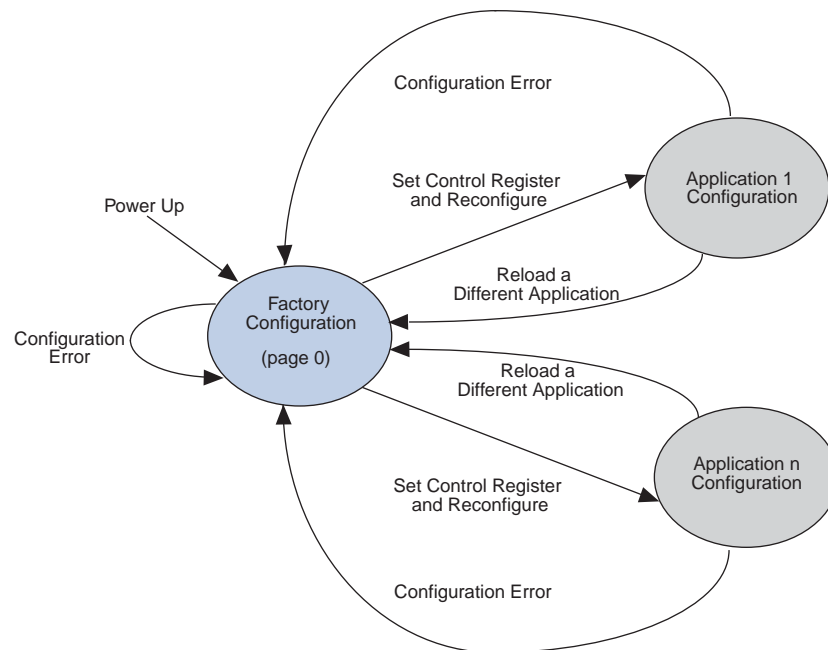 Configuration Error
Set Control Register
and Reconfigure
Application 1
Configuration
Power Up
Reload a
Different Application
Factory
Configuration
(page 0)
Configuration
Error
Reload a
Different Application
Set Control Register
and Reconfigure
Application n
Configuration
Configuration Error